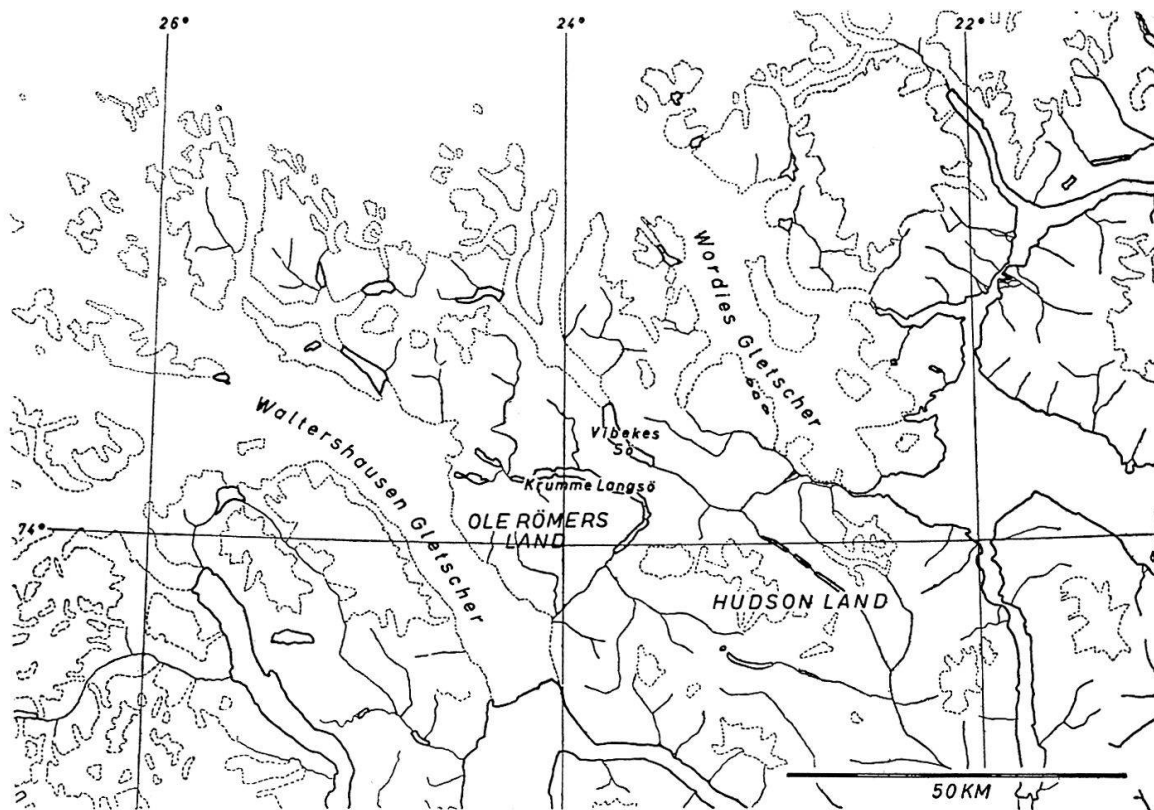 26°
24°
22°
Wordies Gletscher
Waltershausen Gletscher
Vibekes
Sö
Krumme Langsö
74°
OLE RÖMERS
LAND
HUDSON LAND
50 KM